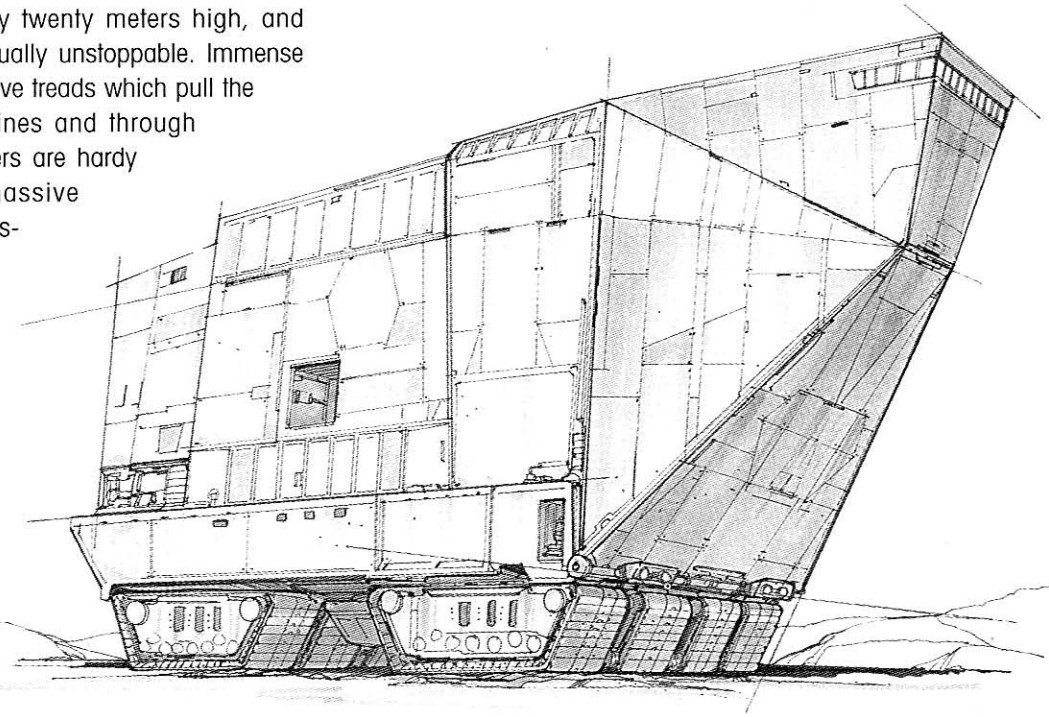 y twenty meters high, and
ually unstoppable. Immense
ve treads which pull the
ines and through
ers are hardy
assive
s-